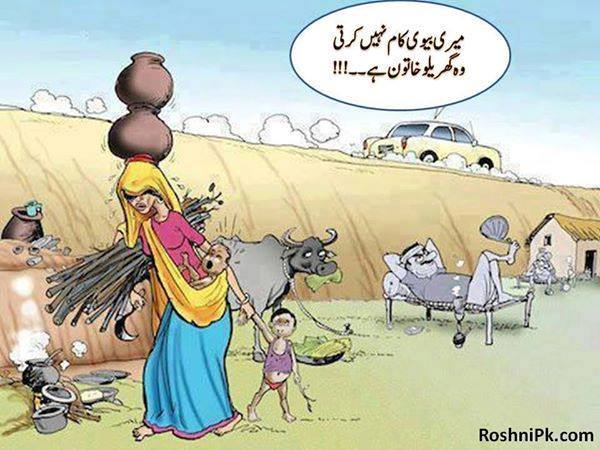 میری بیوی کام نہیں کرتی
وہ گھریلو خاتون ہے۔۔!!!
RoshniPk.com